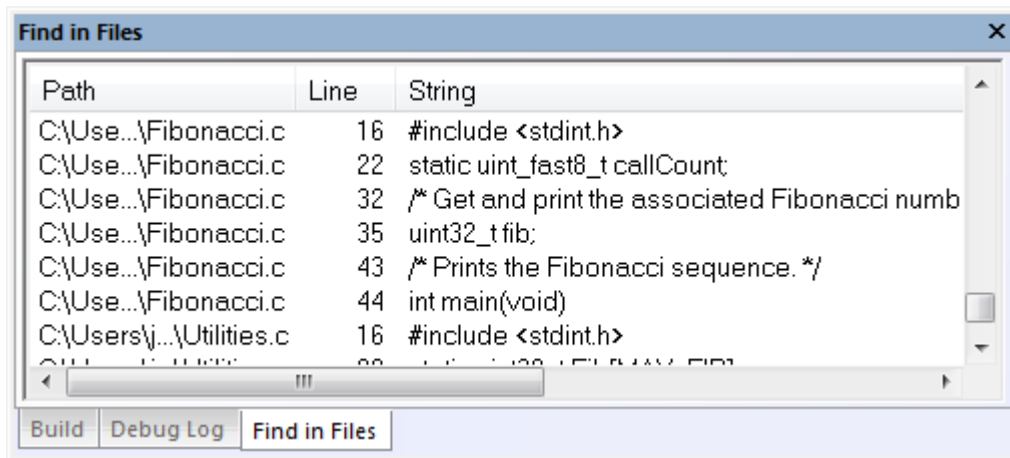 Find in Files
Path Line String
C:\Use...\Fibonacci.c 16 #include <stdint.h>
C:\Use...\Fibonacci.c 22 static uint_fast8_t callCount;
C:\Use...\Fibonacci.c 32 /* Get and print the associated Fibonacci numb
C:\Use...\Fibonacci.c 35 uint32_t fib;
C:\Use...\Fibonacci.c 43 /* Prints the Fibonacci sequence. */
C:\Use...\Fibonacci.c 44 int main(void)
C:\Users\j...\Utilities.c 16 #include <stdint.h>
Build Debug Log Find in Files